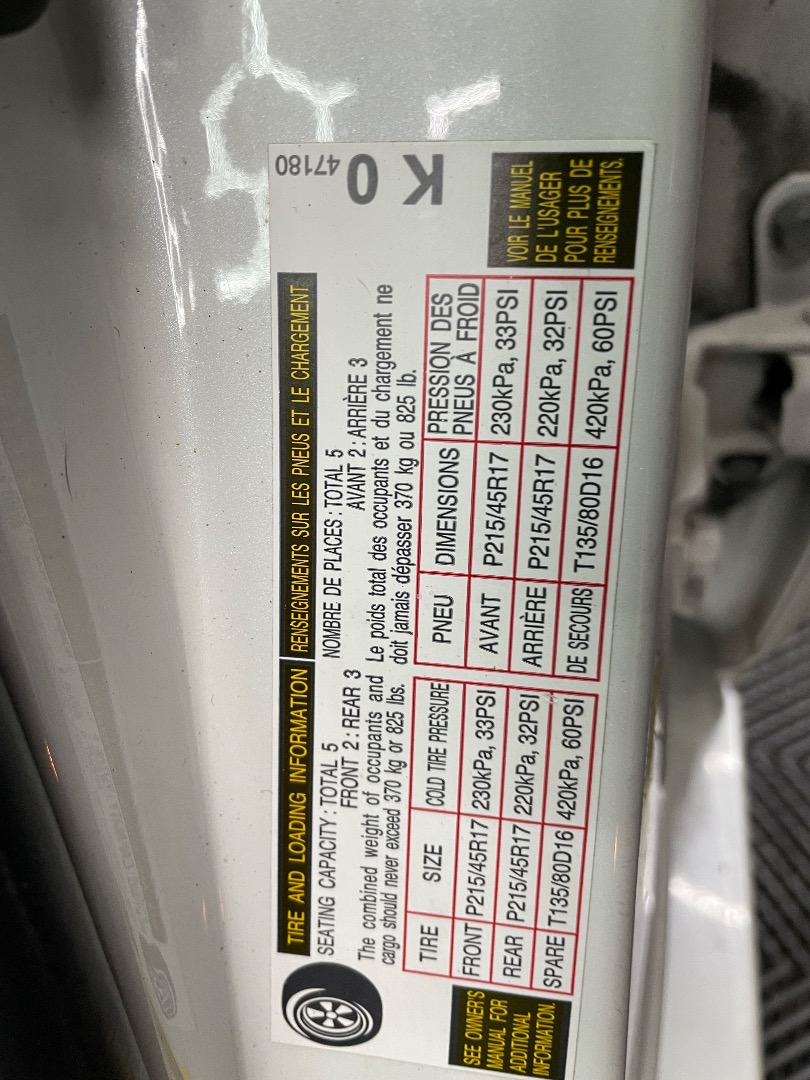 TIRE AND LOADING INFORMATION
SEATING CAPACITY : TOTAL 5
FRONT 2 : REAR 3
The combined weight of occupants and
cargo should never exceed 370 kg or 825 lbs.
TIRE SIZE COLD TIRE PRESSURE
FRONT P215/45R17 230kPa, 33PSI
REAR P215/45R17 220kPa, 32PSI
SPARE T135/80D16 420kPa, 60PSI
SEE OWNER'S
MANUAL FOR
ADDITIONAL
INFORMATION.
RENSEIGNEMENTS SUR LES PNEUS ET LE CHARGEMENT
NOMBRE DE PLACES : TOTAL 5
AVANT 2 : ARRIÈRE 3
Le poids total des occupants et du chargement ne
doit jamais dépasser 370 kg ou 825 lb.
PNEU DIMENSIONS PRESSION DES
PNEUS À FROID
AVANT P215/45R17 230kPa, 33PSI
ARRIÈRE P215/45R17 220kPa, 32PSI
DE SECOURS T135/80D16 420kPa, 60PSI
VOIR LE MANUEL
DE L'USAGER
POUR PLUS DE
RENSEIGNEMENTS.
47180
K 0